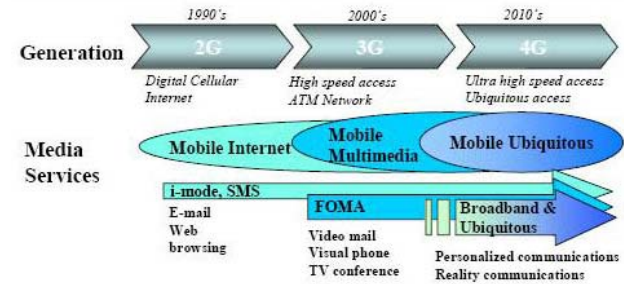 1990's 2000's 2010's
Generation 2G 3G 4G
Digital Cellular High speed access Ultra high speed access
Internet ATM Network Ubiquitous access
Media
Services
Mobile Internet
Mobile
Multimedia
Mobile Ubiquitous
i-mode, SMS
E-mail
Web
browsing
FOMA
Video mail
Visual phone
TV conference
Broadband &
Ubiquitous
Personalized communications
Reality communications